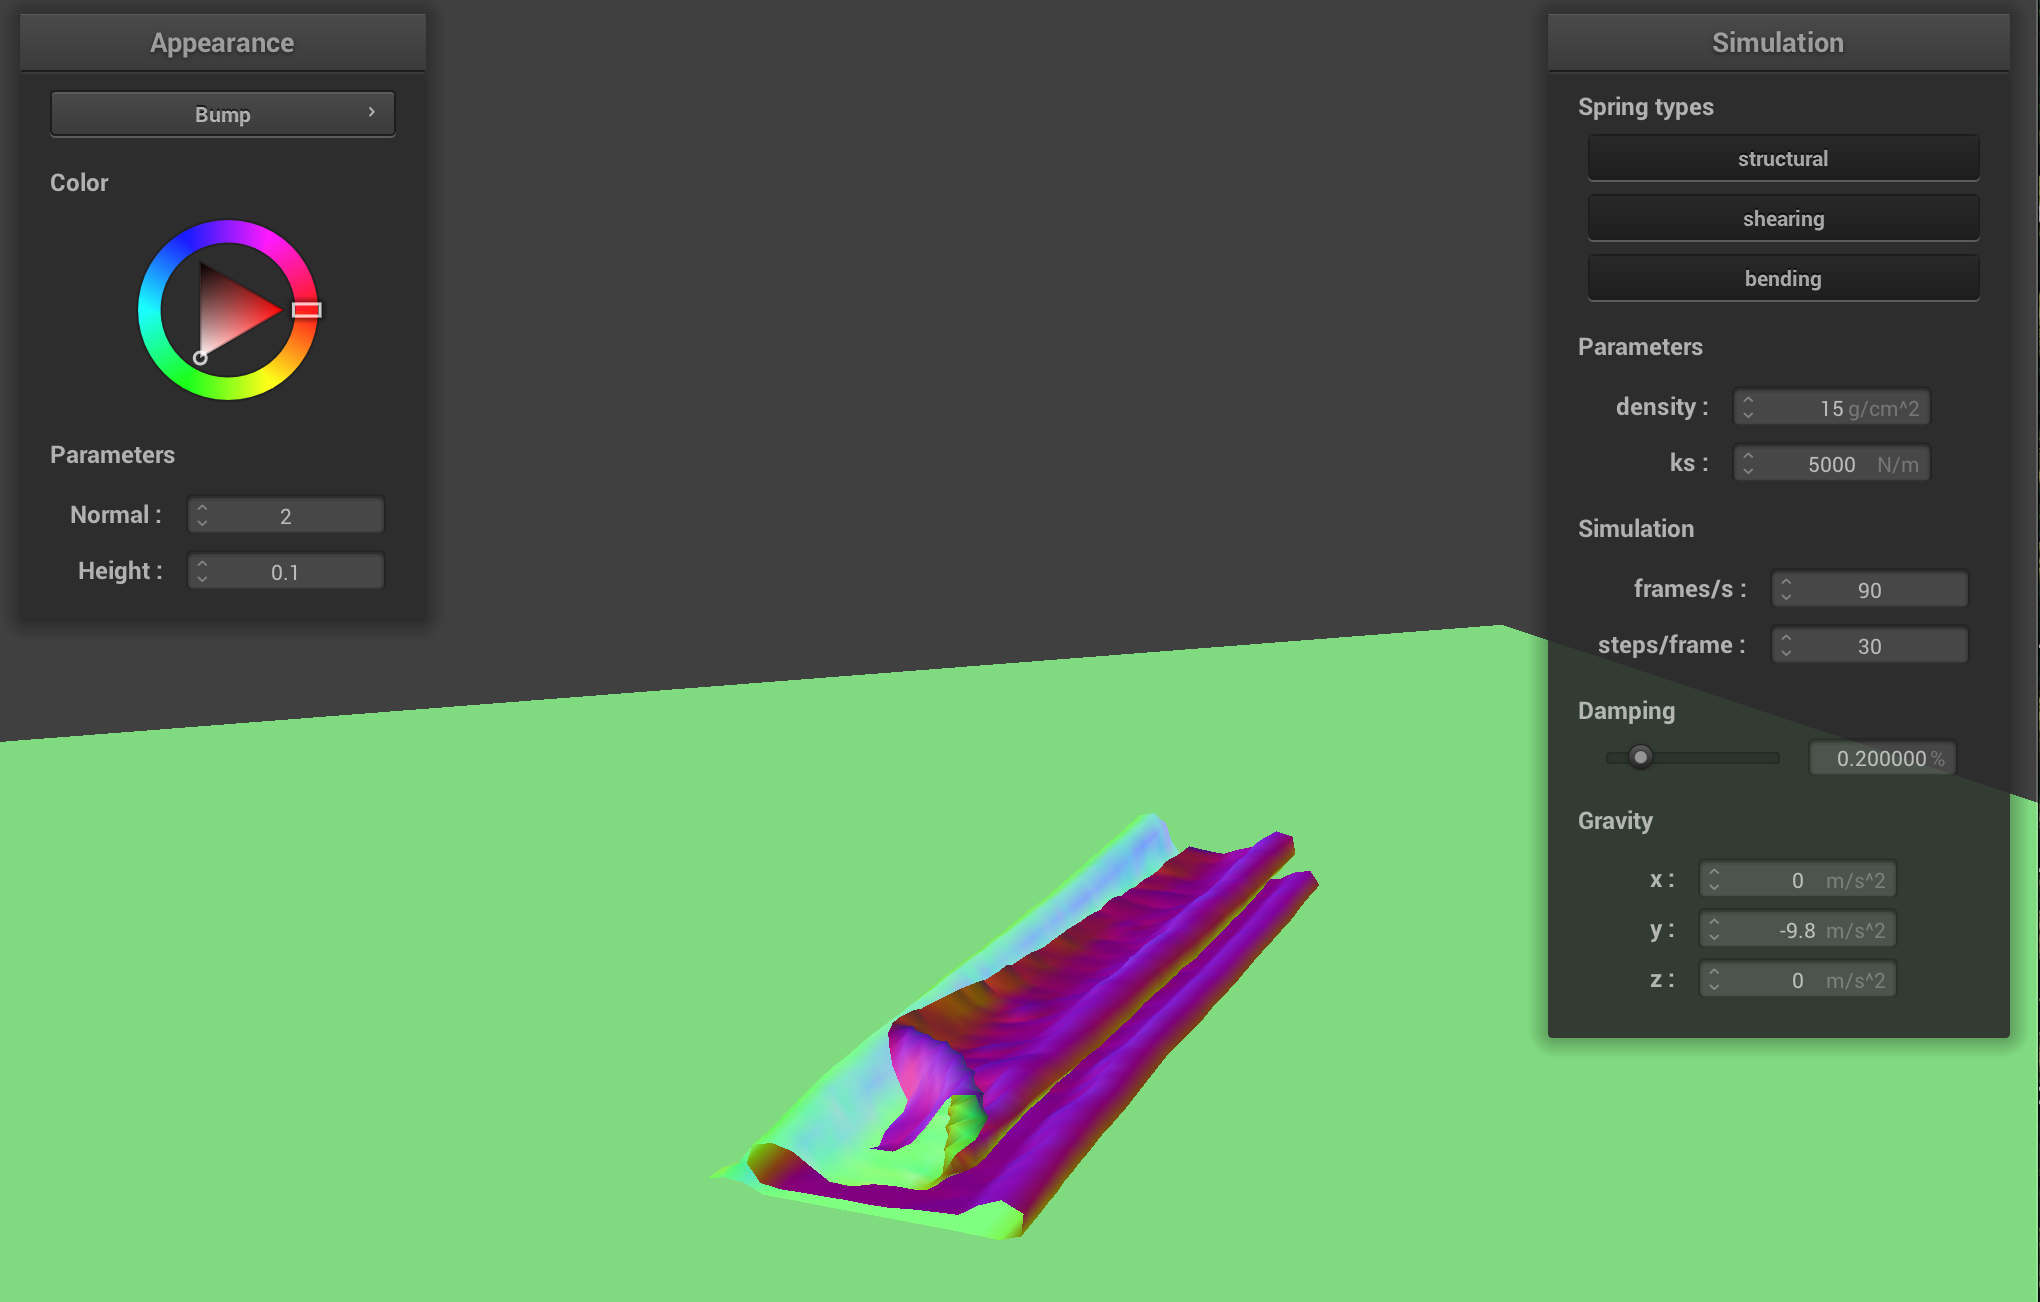 Appearance
Bump
Color
Parameters
Normal : 2
Height : 0.1
Simulation
Spring types
structural
shearing
bending
Parameters
density : 15 g/cm^2
ks : 5000 N/m
Simulation
frames/s : 90
steps/frame : 30
Damping
0.200000 %
Gravity
x : 0 m/s^2
y : -9.8 m/s^2
z : 0 m/s^2